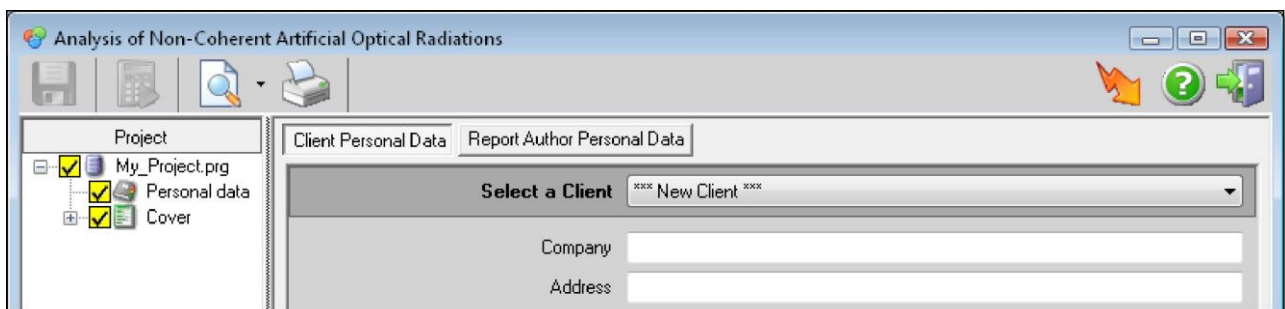 Analysis of Non-Coherent Artificial Optical Radiations
Project
My_Project.prg
Personal data
Cover
Client Personal Data
Report Author Personal Data
Select a Client
*** New Client ***
Company
Address